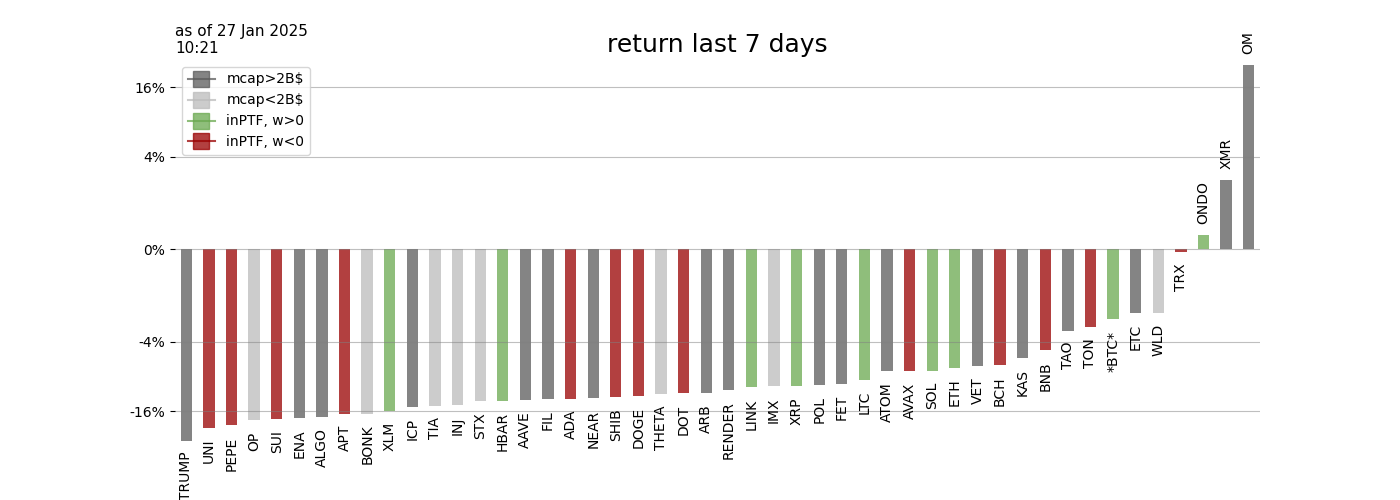 as of 27 Jan 2025
10:21
return last 7 days
mcap>2B$
mcap<2B$
inPTF, w>0
inPTF, w<0
16%
4%
0%
-4%
-16%
TRUMP
UNI
PEPE
OP
SUI
ENA
ALGO
APT
BONK
XLM
ICP
TIA
INJ
STX
HBAR
AAVE
FIL
ADA
NEAR
SHIB
DOGE
THETA
DOT
ARB
RENDER
LINK
IMX
XRP
POL
FET
LTC
ATOM
AVAX
SOL
ETH
VET
BCH
KAS
BNB
TAO
TON
*BTC*
ETC
WLD
TRX
ONDO
XMR
OM